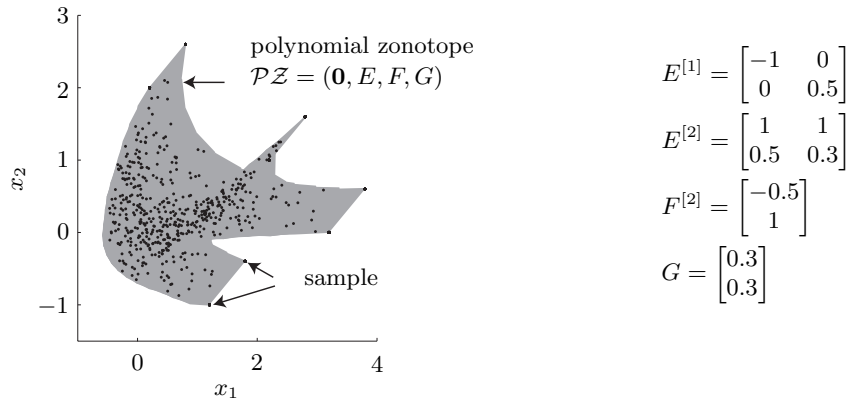 3
2
1
0
−1
0
2
4
x₂
x₁
polynomial zonotope
𝒫𝒵 = (𝟎, E, F, G)
sample
E^[1] = [−1 0
0 0.5]
E^[2] = [1 1
0.5 0.3]
F^[2] = [−0.5
1]
G = [0.3
0.3]